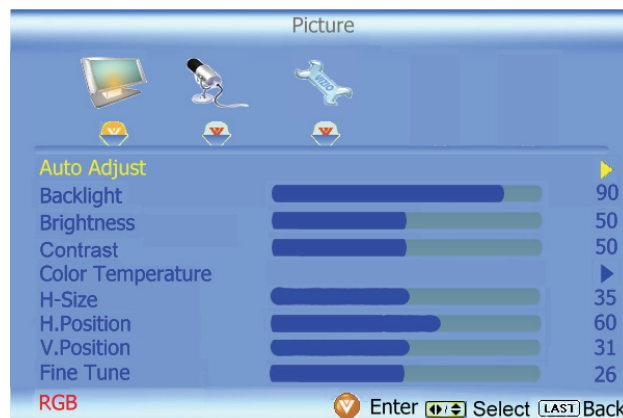 Picture
VIZIO
Auto Adjust
Backlight 90
Brightness 50
Contrast 50
Color Temperature
H-Size 35
H.Position 60
V.Position 31
Fine Tune 26
RGB Enter Select LAST Back